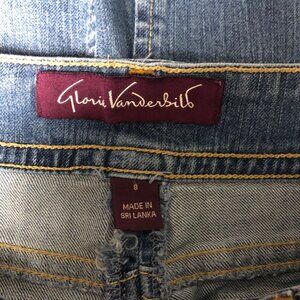 Gloria Vanderbilt
8
MADE IN
SRI LANKA